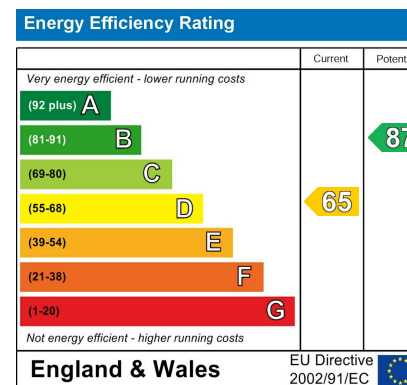 Energy Efficiency Rating
Current
Very energy efficient - lower running costs
(92 plus) A
(81-91) B
87
(69-80) C
(55-68) D
65
(39-54) E
(21-38) F
(1-20) G
Not energy efficient - higher running costs
England & Wales
EU Directive
2002/91/EC